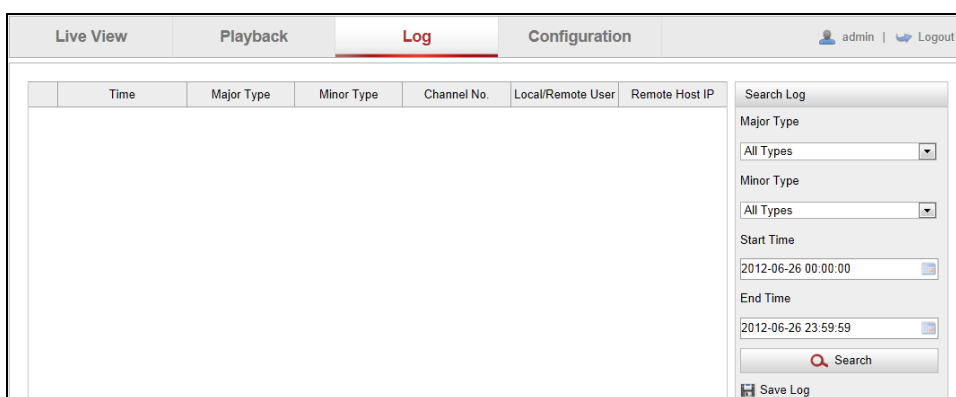 Live View Playback Log Configuration admin | Logout
Time Major Type Minor Type Channel No. Local/Remote User Remote Host IP
Search Log
Major Type
All Types
Minor Type
All Types
Start Time
2012-06-26 00:00:00
End Time
2012-06-26 23:59:59
Search
Save Log